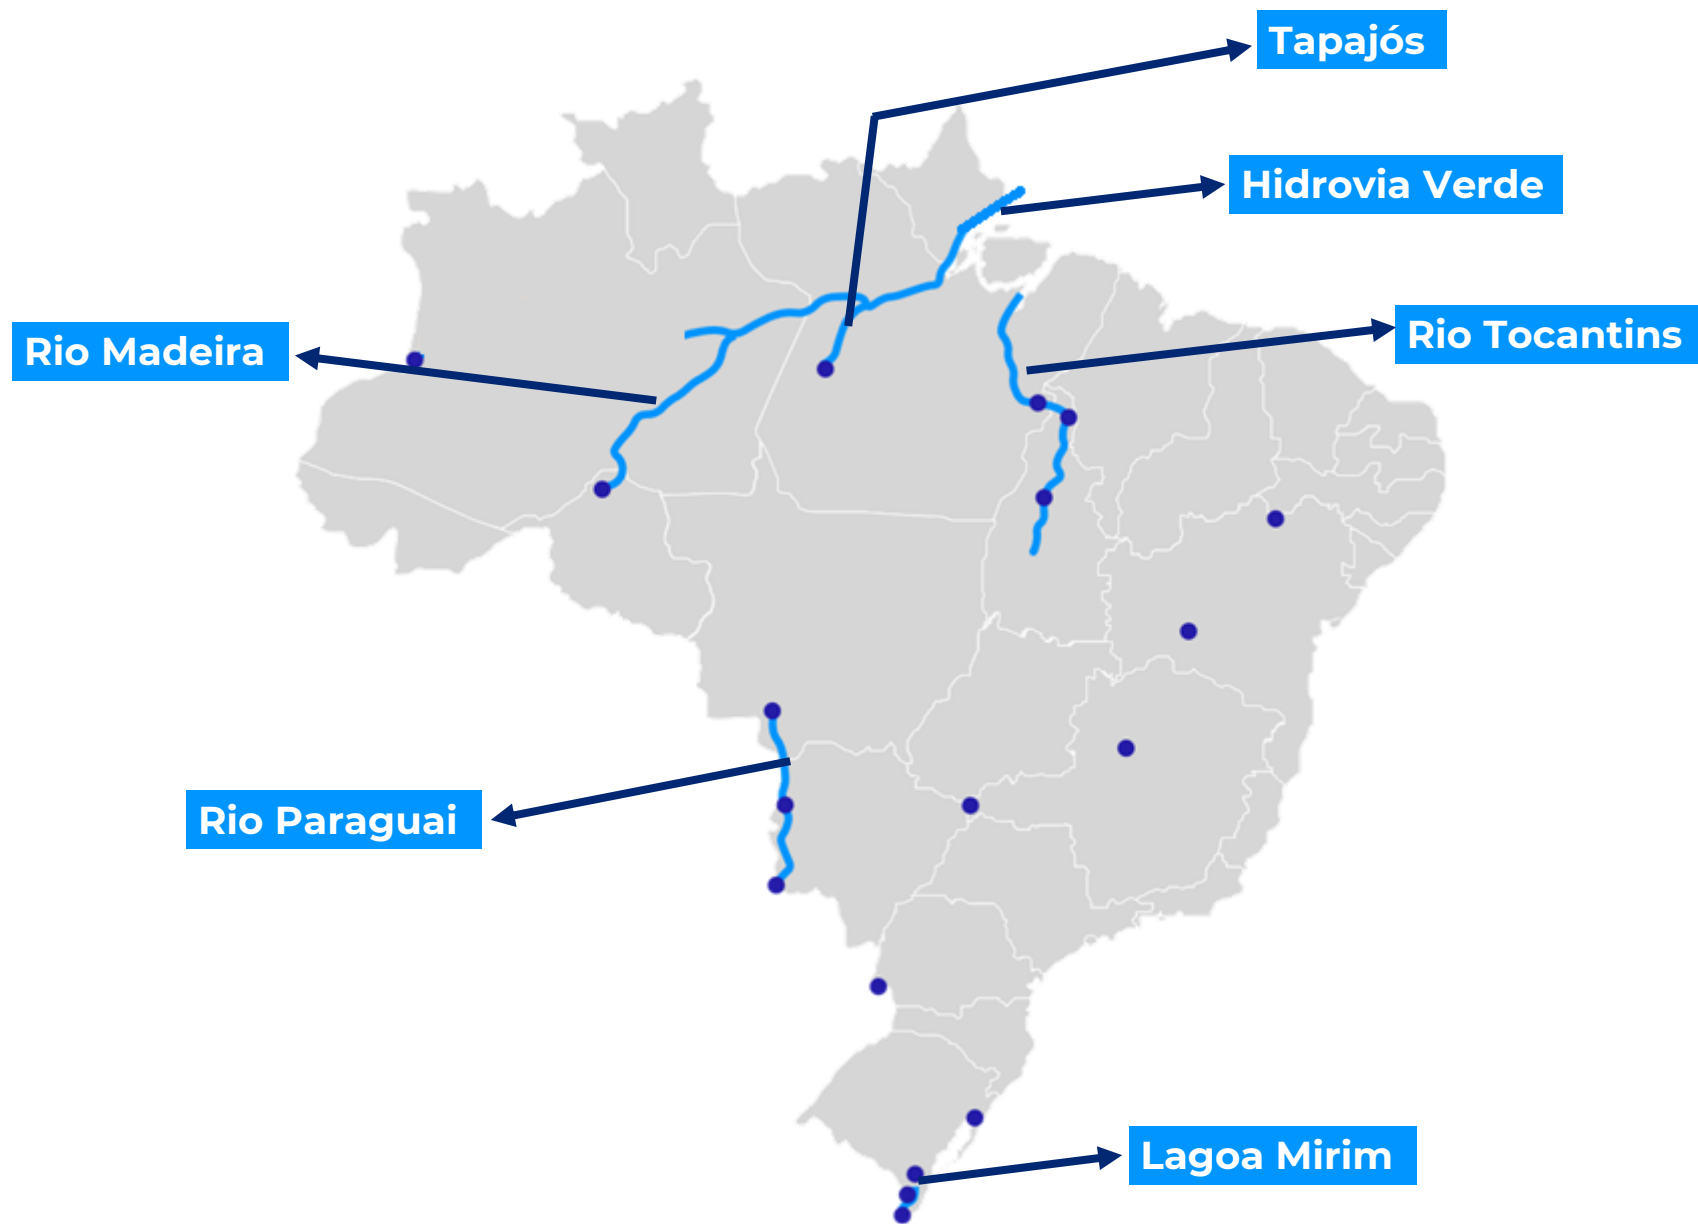 Tapajós
Hidrovia Verde
Rio Tocantins
Rio Madeira
Rio Paraguai
Lagoa Mirim